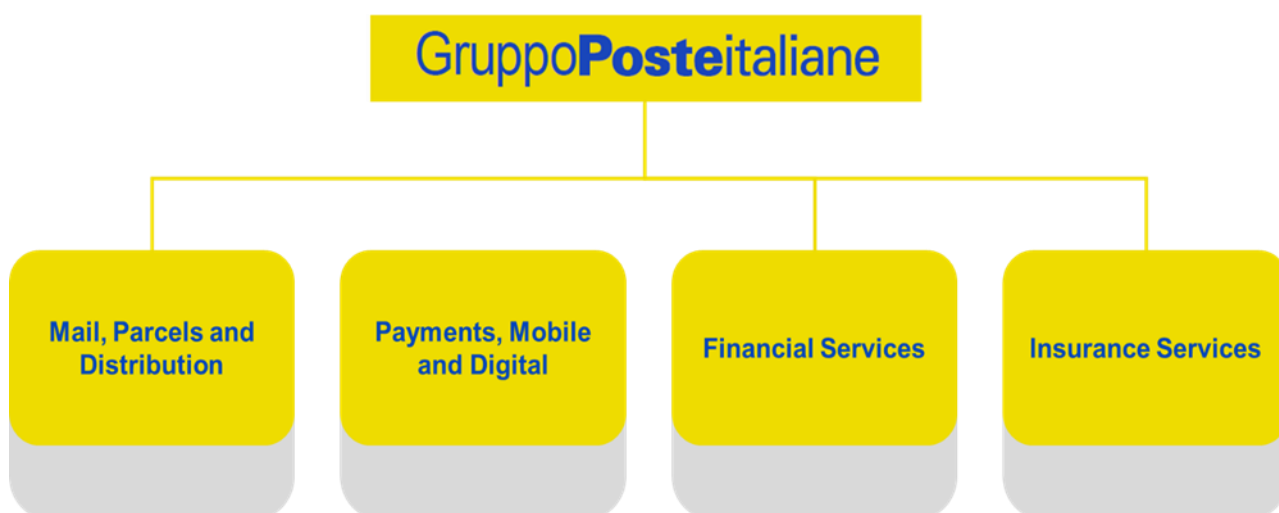 GruppoPosteitaliane
Mail, Parcels and
Distribution
Payments, Mobile
and Digital
Financial Services
Insurance Services